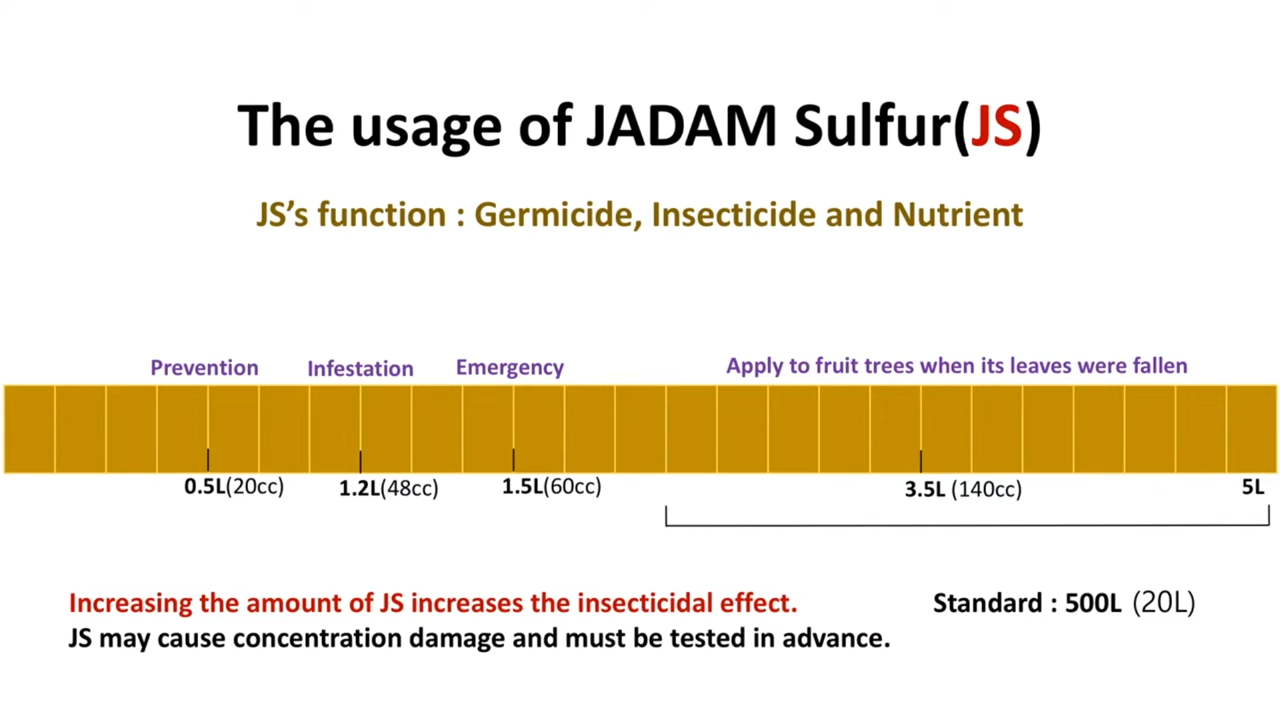 The usage of JADAM Sulfur(JS)
JS's function : Germicide, Insecticide and Nutrient
Prevention Infestation Emergency Apply to fruit trees when its leaves were fallen
0.5L(20cc) 1.2L(48cc) 1.5L(60cc) 3.5L (140cc) 5L
Increasing the amount of JS increases the insecticidal effect. Standard : 500L (20L)
JS may cause concentration damage and must be tested in advance.